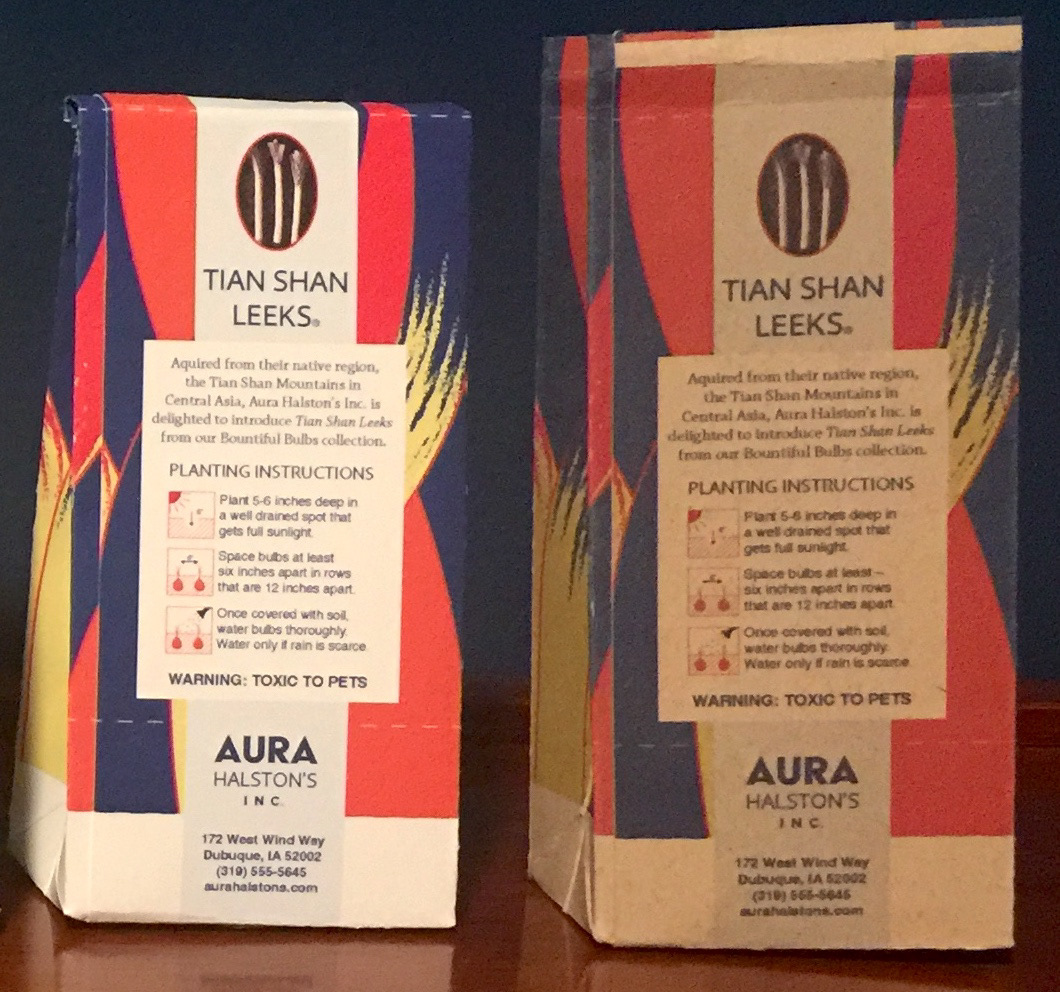 TIAN SHAN
LEEKS®
Aquired from their native region,
the Tian Shan Mountains in
Central Asia, Aura Halston's Inc. is
delighted to introduce Tian Shan Leeks
from our Bountiful Bulbs collection.
PLANTING INSTRUCTIONS
Plant 5-6 inches deep in
a well drained spot that
gets full sunlight.
Space bulbs at least
six inches apart in rows
that are 12 inches apart.
Once covered with soil,
water bulbs thoroughly.
Water only if rain is scarce.
WARNING: TOXIC TO PETS
AURA
HALSTON'S
INC.
172 West Wind Way
Dubuque, IA 52002
(319) 555-5645
aurahalstons.com
TIAN SHAN
LEEKS®
Aquired from their native region,
the Tian Shan Mountains in
Central Asia, Aura Halston's Inc. is
delighted to introduce Tian Shan Leeks
from our Bountiful Bulbs collection.
PLANTING INSTRUCTIONS
Plant 5-6 inches deep in
a well drained spot that
gets full sunlight.
Space bulbs at least
six inches apart in rows
that are 12 inches apart.
Once covered with soil,
water bulbs thoroughly.
Water only if rain is scarce.
WARNING: TOXIC TO PETS
AURA
HALSTON'S
INC.
172 West Wind Way
Dubuque, IA 52002
(319) 555-5645
aurahalstons.com